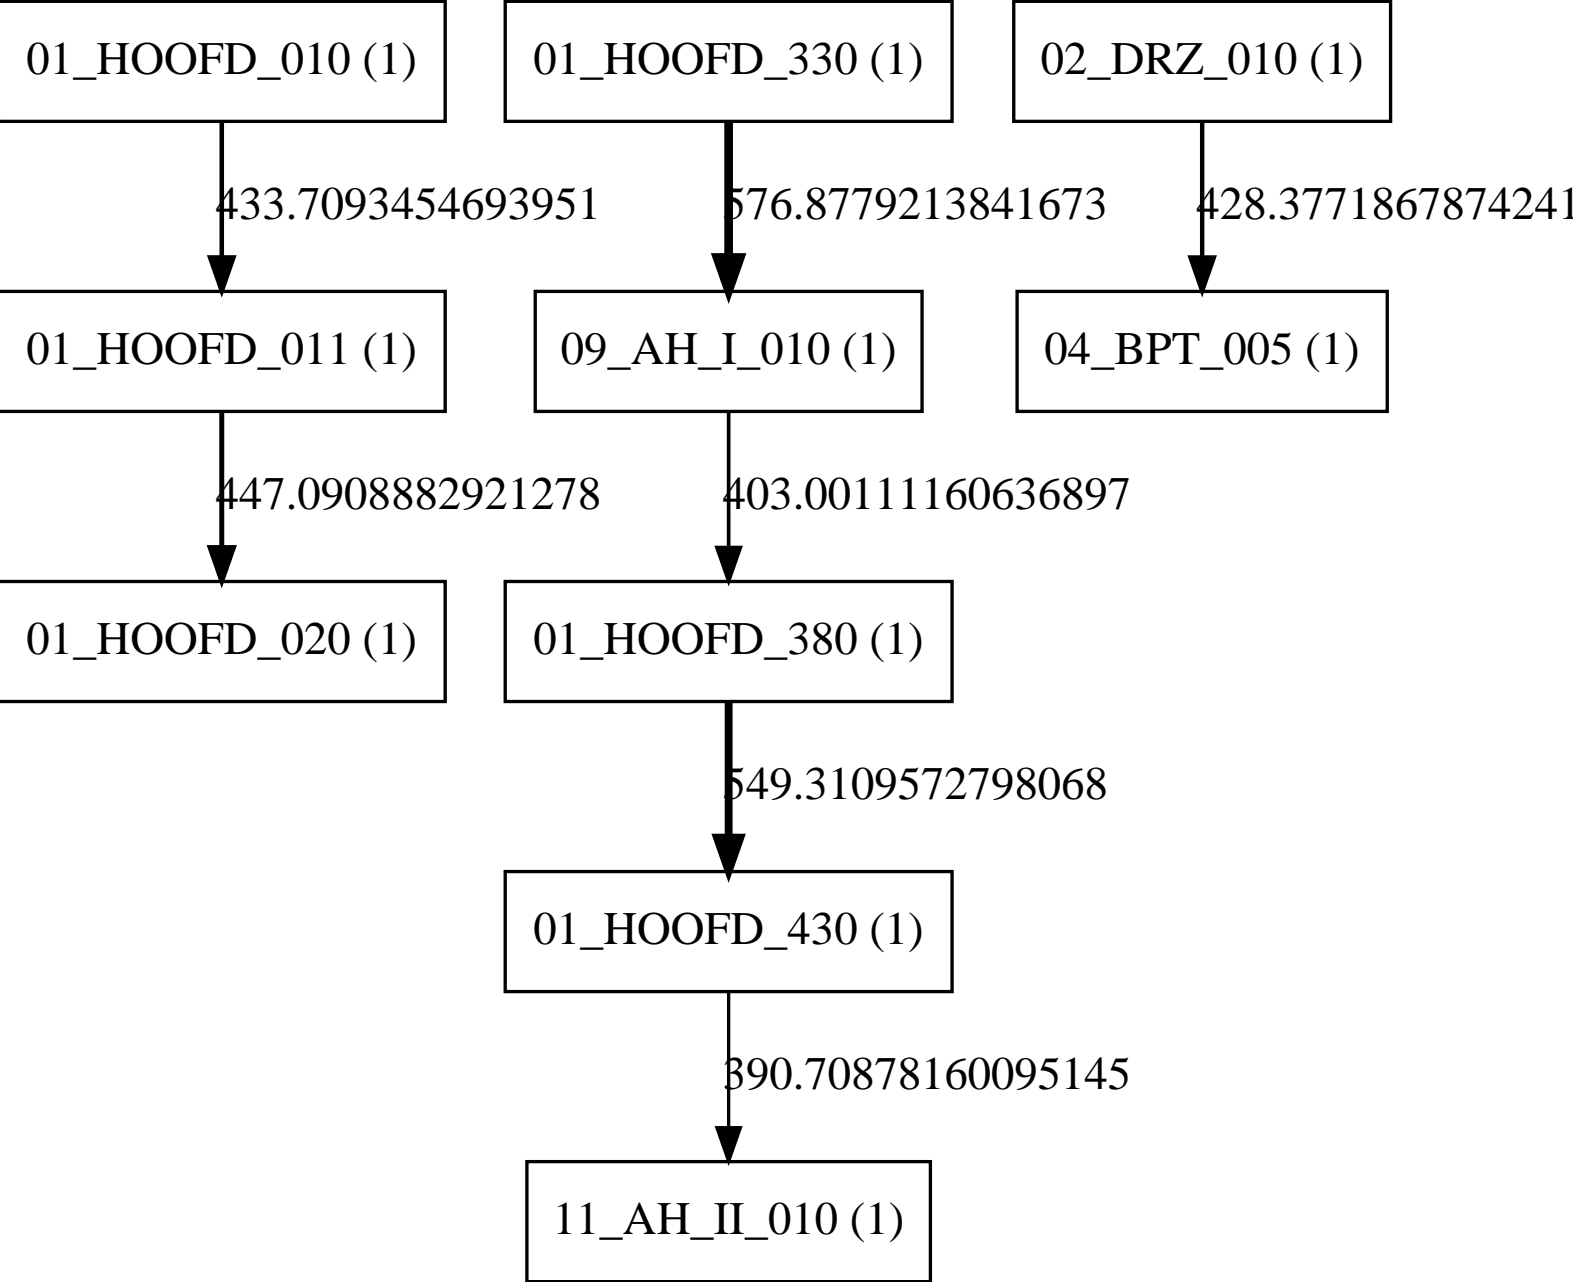 01_HOOFD_010 (1)
01_HOOFD_330 (1)
02_DRZ_010 (1)
433.7093454693951
576.8779213841673
428.3771867874241
01_HOOFD_011 (1)
09_AH_I_010 (1)
04_BPT_005 (1)
447.0908882921278
403.00111160636897
01_HOOFD_020 (1)
01_HOOFD_380 (1)
549.3109572798068
01_HOOFD_430 (1)
390.70878160095145
11_AH_II_010 (1)